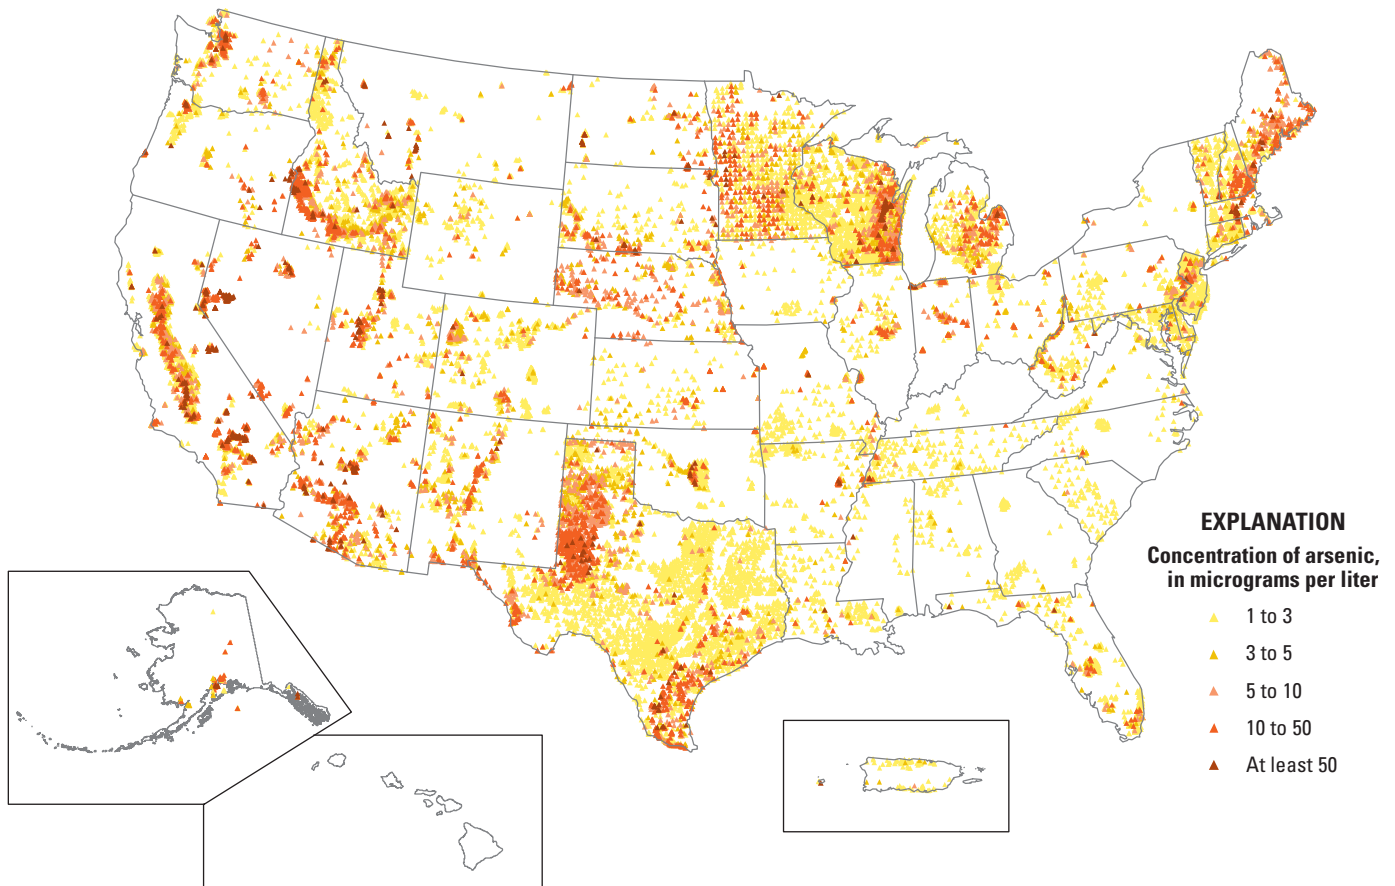 EXPLANATION
Concentration of arsenic,
in micrograms per liter
1 to 3
3 to 5
5 to 10
10 to 50
At least 50